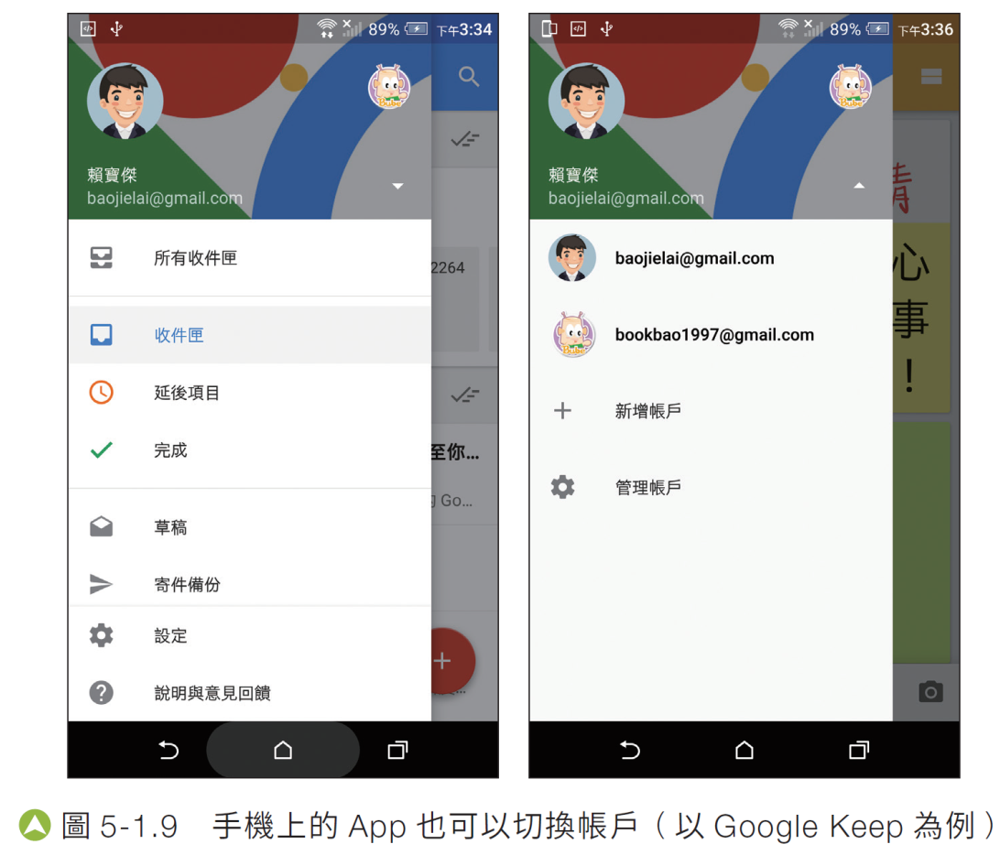 89% 下午3:34
賴寶傑
baojielai@gmail.com
所有收件匣
2264
收件匣
延後項目
完成
至你...
Go...
草稿
寄件備份
設定
說明與意見回饋
89% 下午3:36
賴寶傑
baojielai@gmail.com
baojielai@gmail.com
bookbao1997@gmail.com
新增帳戶
管理帳戶
心
事
！
圖 5-1.9　手機上的 App 也可以切換帳戶（以 Google Keep 為例）